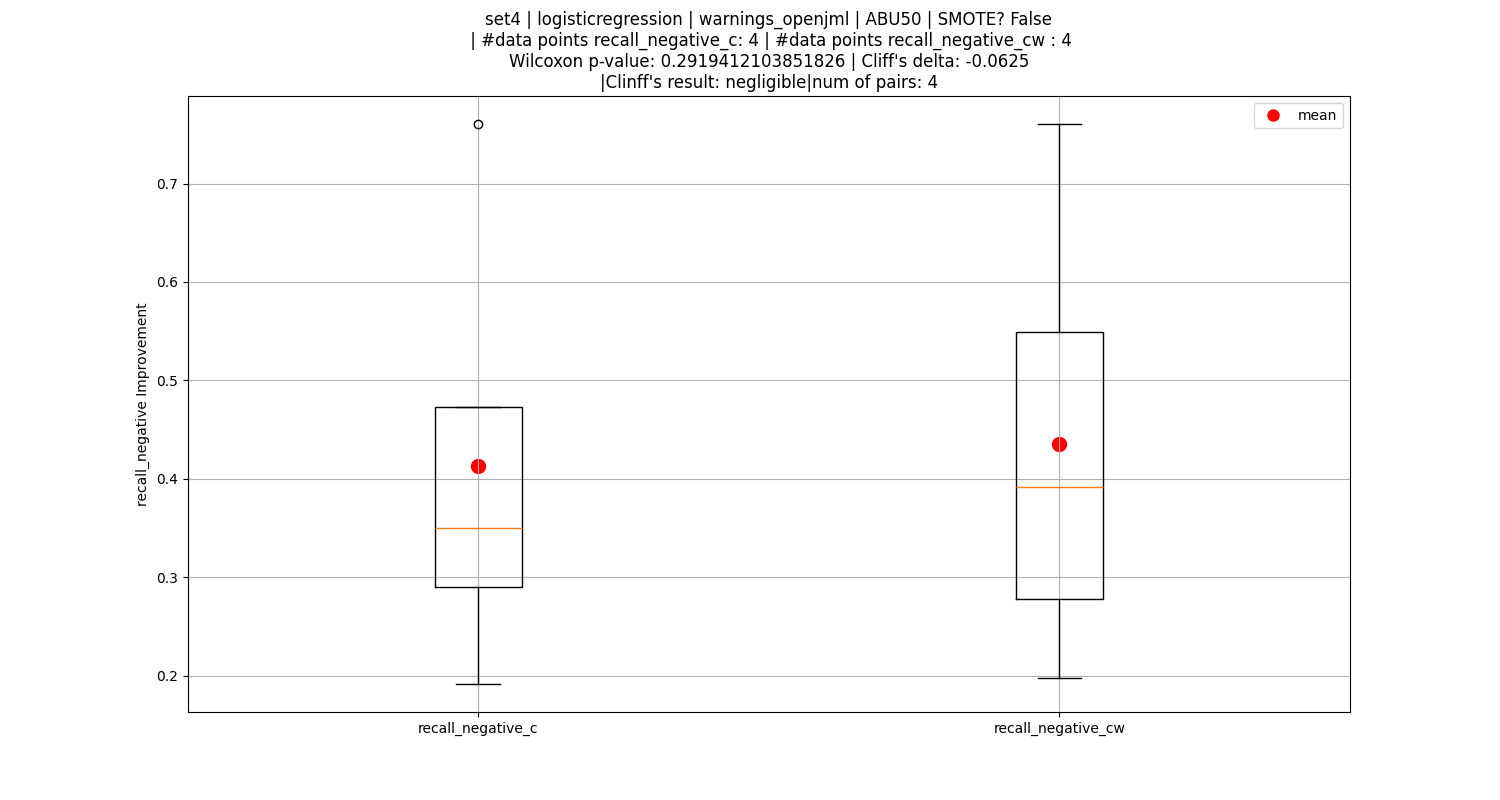 set4 | logisticregression | warnings_openjml | ABU50 | SMOTE? False
| #data points recall_negative_c: 4 | #data points recall_negative_cw : 4
Wilcoxon p-value: 0.2919412103851826 | Cliff's delta: -0.0625
|Clinff's result: negligible|num of pairs: 4
mean
recall_negative Improvement
0.7
0.6
0.5
0.4
0.3
0.2
recall_negative_c
recall_negative_cw